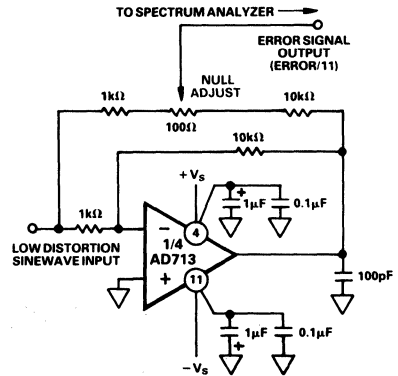 TO SPECTRUM ANALYZER
ERROR SIGNAL
OUTPUT
(ERROR/11)
NULL
ADJUST
1kΩ
100Ω
10kΩ
10kΩ
1kΩ
LOW DISTORTION
SINEWAVE INPUT
+VS
4
1/4
AD713
−
+
11
+
1µF
0.1µF
100pF
1µF
0.1µF
+
−VS